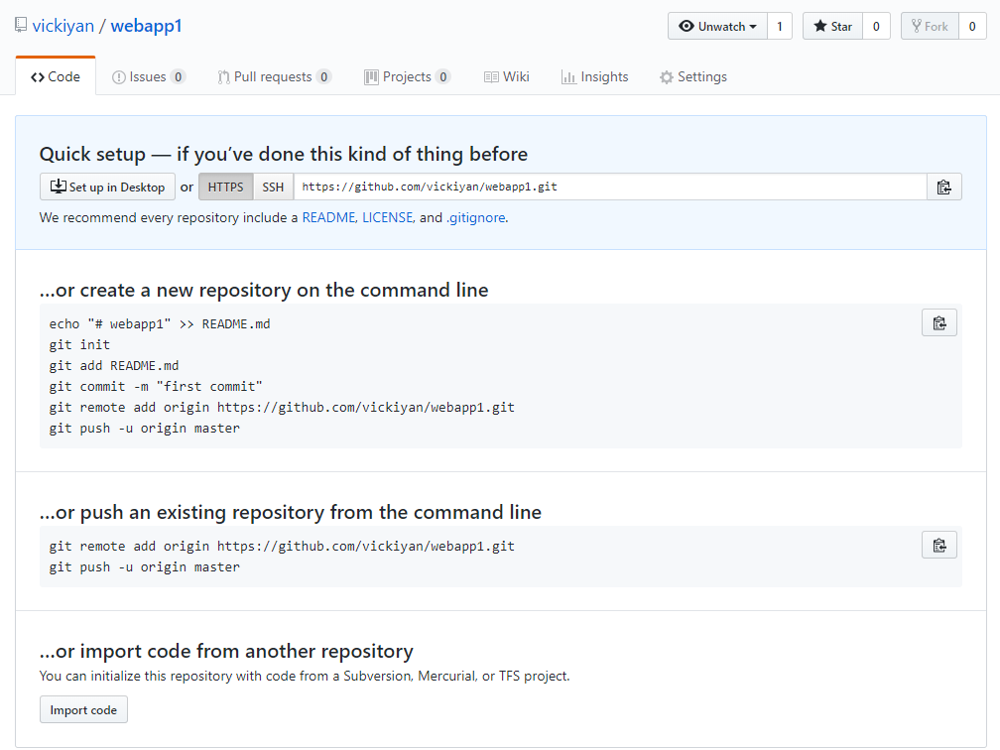 vickiyan / webapp1
Unwatch 1 Star 0 Fork 0
Code Issues 0 Pull requests 0 Projects 0 Wiki Insights Settings
Quick setup — if you’ve done this kind of thing before
Set up in Desktop or HTTPS SSH https://github.com/vickiyan/webapp1.git
We recommend every repository include a README, LICENSE, and .gitignore.
…or create a new repository on the command line
echo "# webapp1" >> README.md
git init
git add README.md
git commit -m "first commit"
git remote add origin https://github.com/vickiyan/webapp1.git
git push -u origin master
…or push an existing repository from the command line
git remote add origin https://github.com/vickiyan/webapp1.git
git push -u origin master
…or import code from another repository
You can initialize this repository with code from a Subversion, Mercurial, or TFS project.
Import code